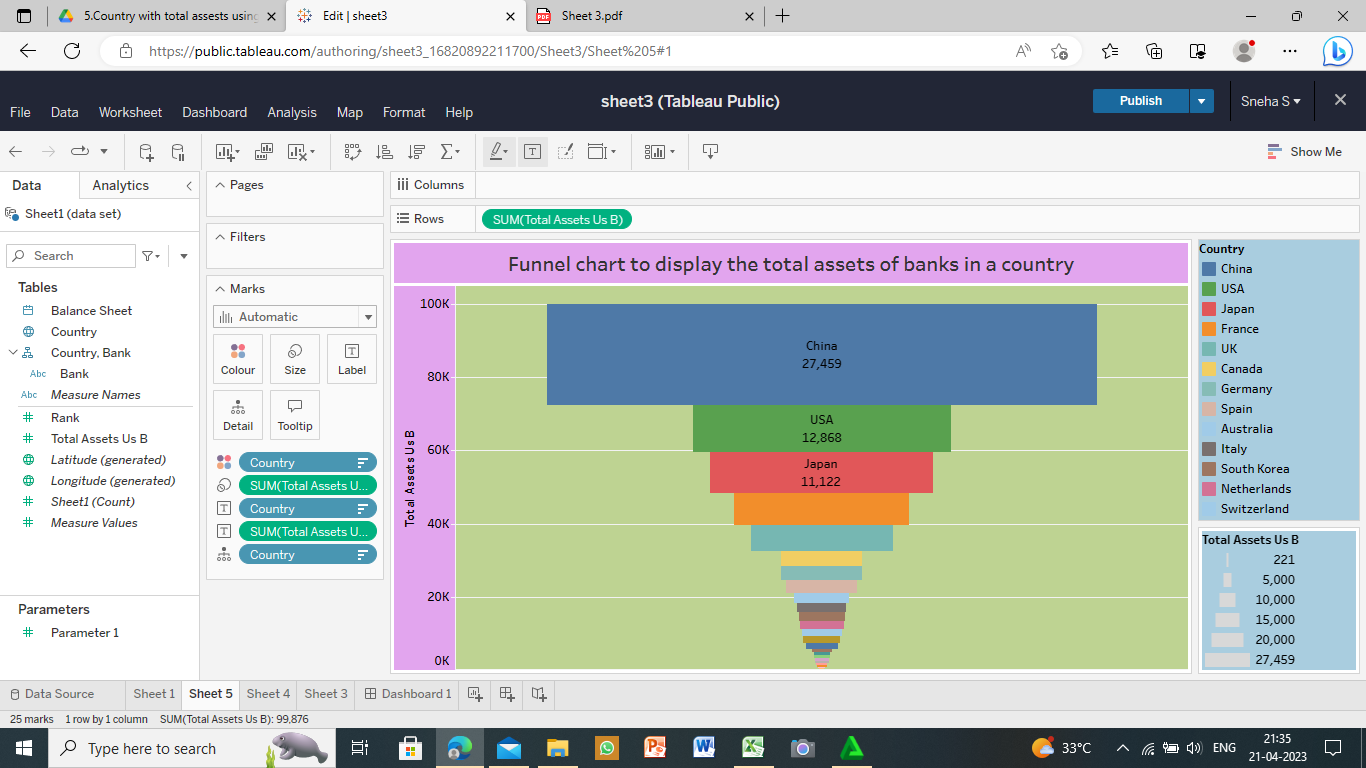 5.Country with total assests using
Edit | sheet3
Sheet 3.pdf
https://public.tableau.com/authoring/sheet3_16820892211700/Sheet3/Sheet%205#1
sheet3 (Tableau Public)
Publish
Sneha S
File Data Worksheet Dashboard Analysis Map Format Help
Show Me
Data Analytics
Sheet1 (data set)
Search
Tables
Balance Sheet
Country
Country, Bank
Abc Bank
Abc Measure Names
Rank
Total Assets Us B
Latitude (generated)
Longitude (generated)
Sheet1 (Count)
Measure Values
Parameters
Parameter 1
Pages
Filters
Marks
Automatic
Colour Size Label
Detail Tooltip
Country
SUM(Total Assets U...
Country
SUM(Total Assets U...
Country
Columns
Rows SUM(Total Assets Us B)
Funnel chart to display the total assets of banks in a country
Total Assets Us B
100K
80K
60K
40K
20K
0K
China
27,459
USA
12,868
Japan
11,122
Country
China
USA
Japan
France
UK
Canada
Germany
Spain
Australia
Italy
South Korea
Netherlands
Switzerland
Total Assets Us B
221
5,000
10,000
15,000
20,000
27,459
Data Source Sheet 1 Sheet 5 Sheet 4 Sheet 3 Dashboard 1
25 marks 1 row by 1 column SUM(Total Assets Us B): 99,876
Type here to search
33°C
ENG
21:35
21-04-2023